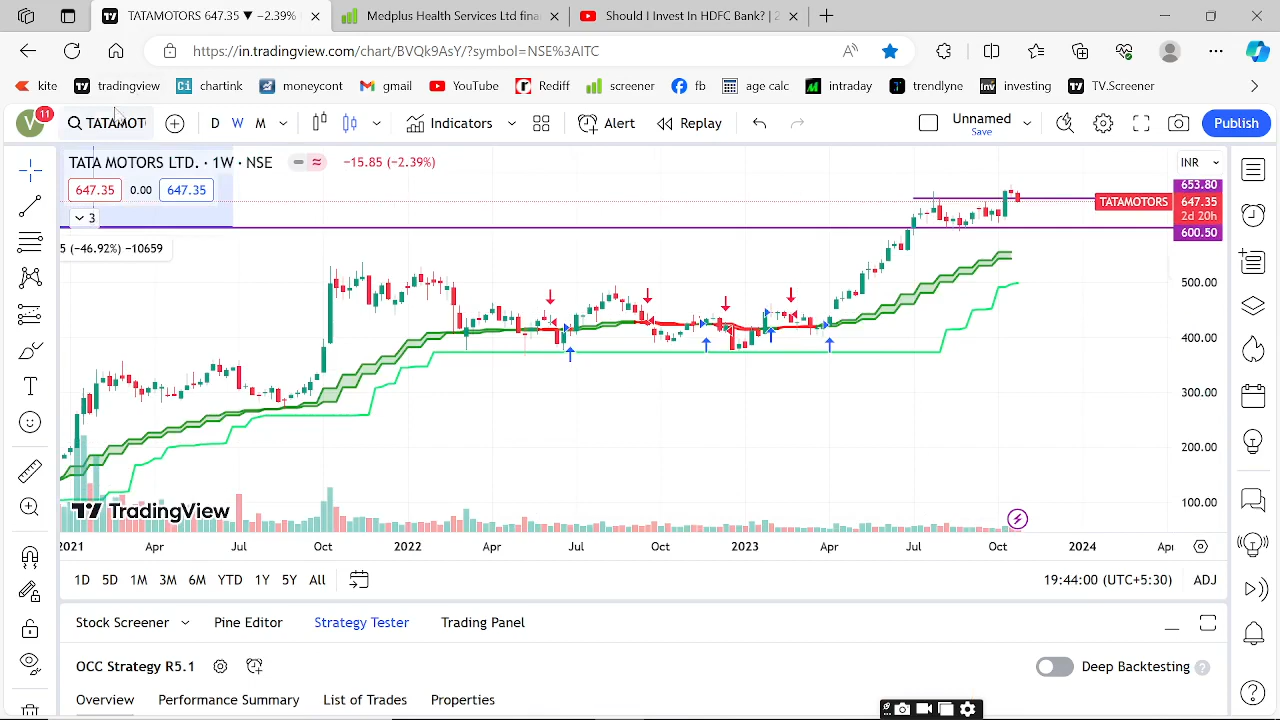 TATAMOTORS 647.35 ▼ −2.39%
Medplus Health Services Ltd fina
Should I Invest In HDFC Bank? | 2
https://in.tradingview.com/chart/BVQk9AsY/?symbol=NSE%3AITC
kite
tradingview
Ci
chartink
moneycont
gmail
YouTube
Rediff
screener
fb
age calc
intraday
trendlyne
inv
investing
TV.Screener
V
11
TATAMOT
D
W
M
Indicators
Alert
Replay
Unnamed
Save
Publish
TATA MOTORS LTD. · 1W · NSE
−15.85 (−2.39%)
INR
647.35
0.00
647.35
3
5 (−46.92%) −10659
653.80
TATAMOTORS
647.35
2d 20h
600.50
500.00
400.00
300.00
200.00
100.00
TradingView
2021
Apr
Jul
Oct
2022
Apr
Jul
Oct
2023
Apr
Jul
Oct
2024
Apr
1D
5D
1M
3M
6M
YTD
1Y
5Y
All
19:44:00 (UTC+5:30)
ADJ
Stock Screener
Pine Editor
Strategy Tester
Trading Panel
OCC Strategy R5.1
Deep Backtesting
Overview
Performance Summary
List of Trades
Properties